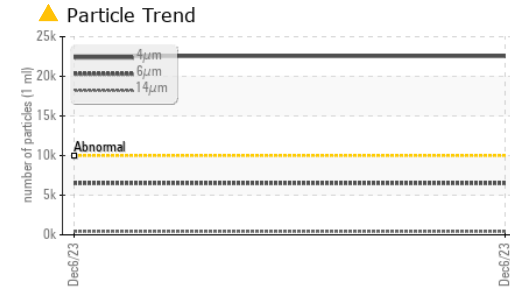 Particle Trend
25k
20k
15k
10k
5k
0k
number of particles (1 ml)
4μm
6μm
14μm
Abnormal
Dec6/23
Dec6/23